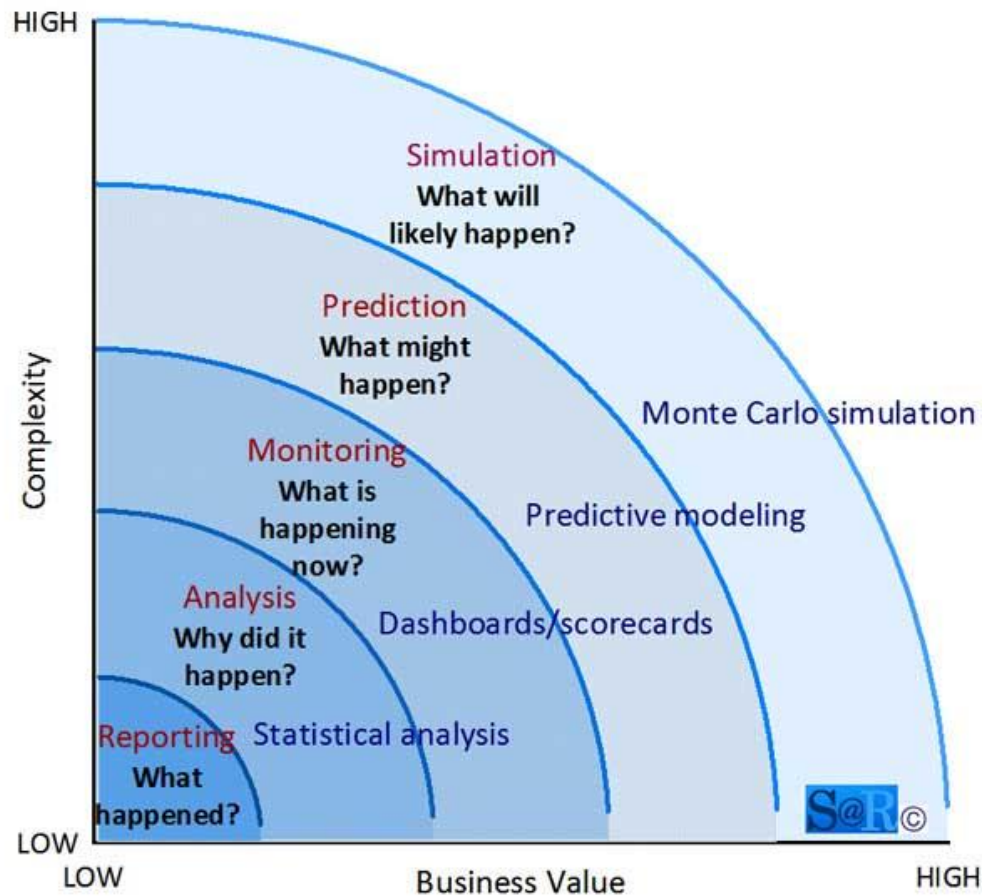 HIGH
Simulation
What will
likely happen?
Prediction
What might
happen?
Complexity
Monte Carlo simulation
Monitoring
What is
happening
now?
Predictive modeling
Analysis
Why did it
happen?
Dashboards/scorecards
Reporting
Statistical analysis
What
happened?
S@R ©
LOW
LOW
Business Value
HIGH